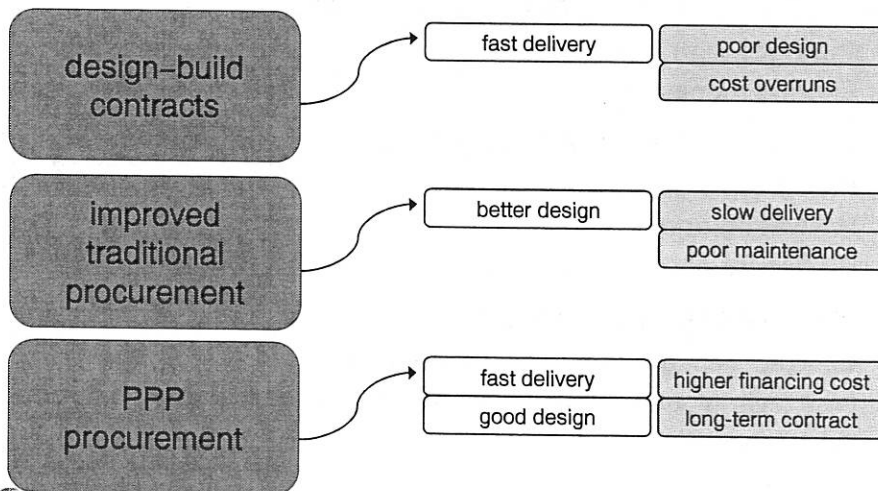 design–build
contracts
fast delivery
poor design
cost overruns
improved
traditional
procurement
better design
slow delivery
poor maintenance
PPP
procurement
fast delivery
higher financing cost
good design
long-term contract